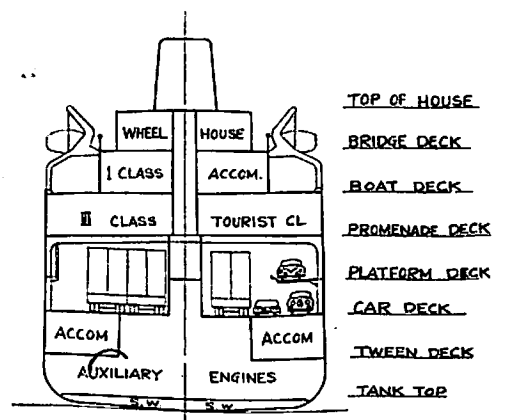 TOP OF HOUSE
WHEEL HOUSE
BRIDGE DECK
I CLASS ACCOM.
BOAT DECK
II CLASS TOURIST CL
PROMENADE DECK
PLATFORM DECK
CAR DECK
ACCOM ACCOM
TWEEN DECK
AUXILIARY ENGINES
TANK TOP
S.W. S.W.